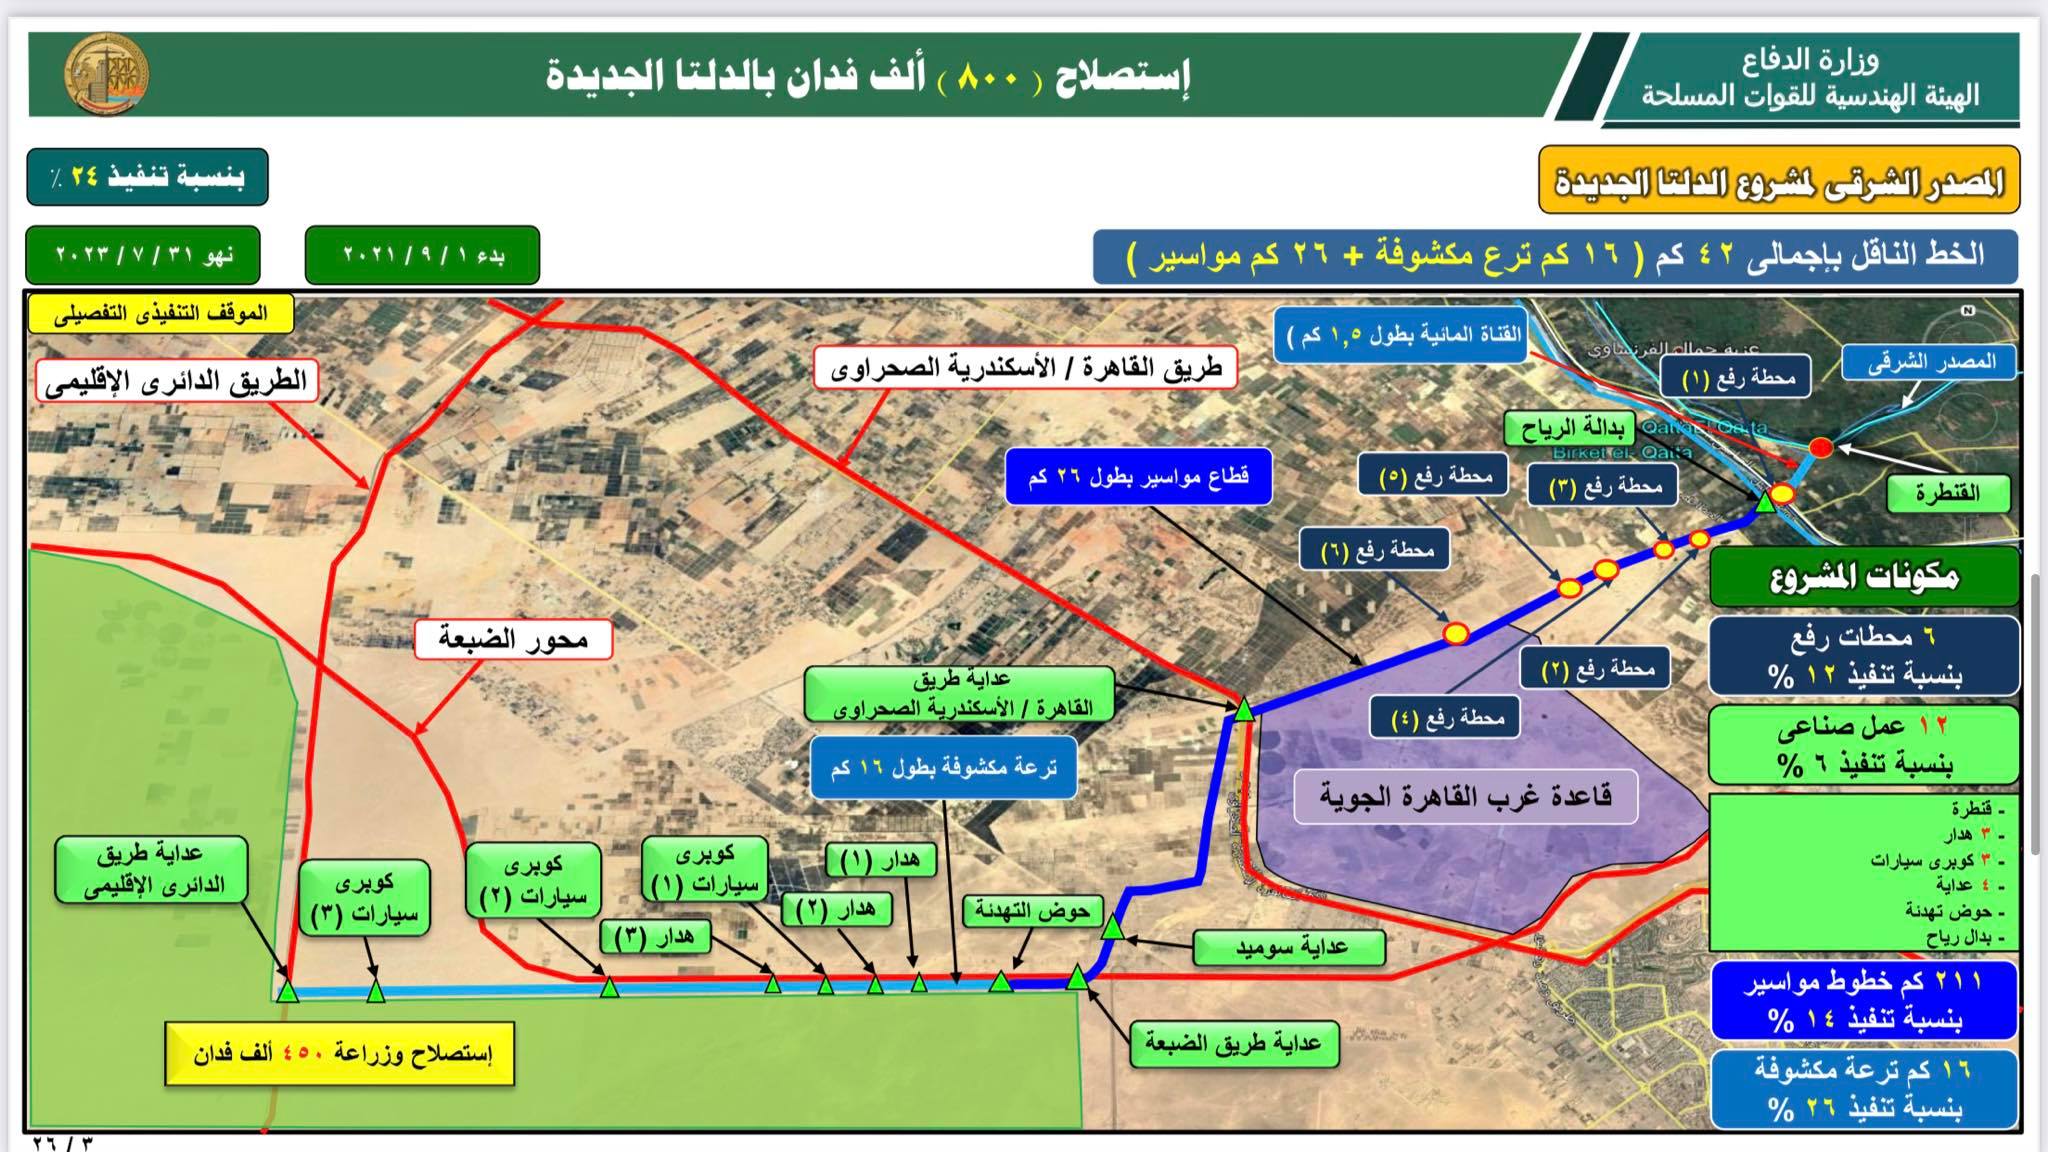 وزارة الدفاع
الهيئة الهندسية للقوات المسلحة
إستصلاح ( ٨٠٠ ) ألف فدان بالدلتا الجديدة
المصدر الشرقى لمشروع الدلتا الجديدة
بنسبة تنفيذ ٢٤ ٪
الخط الناقل بإجمالى ٤٢ كم ( ١٦ كم ترع مكشوفة + ٢٦ كم مواسير )
بدء ١ / ٩ / ٢٠٢١
نهو ٣١ / ٧ / ٢٠٢٣
الموقف التنفيذى التفصيلى
N
القناة المائية بطول ١,٥ كم )
عزبة جمال الفرنساوى
المصدر الشرقى
محطة رفع (١)
طريق القاهرة / الأسكندرية الصحراوى
الطريق الدائرى الإقليمى
بدالة الرياح
Qatta El-Qatta
Birket el- Qatta
قطاع مواسير بطول ٢٦ كم
محطة رفع (٥)
محطة رفع (٣)
القنطرة
محطة رفع (٦)
مكونات المشروع
٦ محطات رفع
بنسبة تنفيذ ١٢ %
محور الضبعة
محطة رفع (٢)
عداية طريق
القاهرة / الأسكندرية الصحراوى
محطة رفع (٤)
١٢ عمل صناعى
بنسبة تنفيذ ٦ %
ترعة مكشوفة بطول ١٦ كم
قاعدة غرب القاهرة الجوية
- قنطرة
- ٣ هدار
- ٣ كوبرى سيارات
- ٤ عداية
- حوض تهدئة
- بدال رياح
عداية طريق
الدائرى الإقليمى
كوبرى
سيارات (٣)
كوبرى
سيارات (٢)
كوبرى
سيارات (١)
هدار (١)
هدار (٢)
هدار (٣)
حوض التهدئة
عداية سوميد
٢١١ كم خطوط مواسير
بنسبة تنفيذ ١٤ %
عداية طريق الضبعة
إستصلاح وزراعة ٤٥٠ ألف فدان
١٦ كم ترعة مكشوفة
بنسبة تنفيذ ٢٦ %
٣ / ٢٦